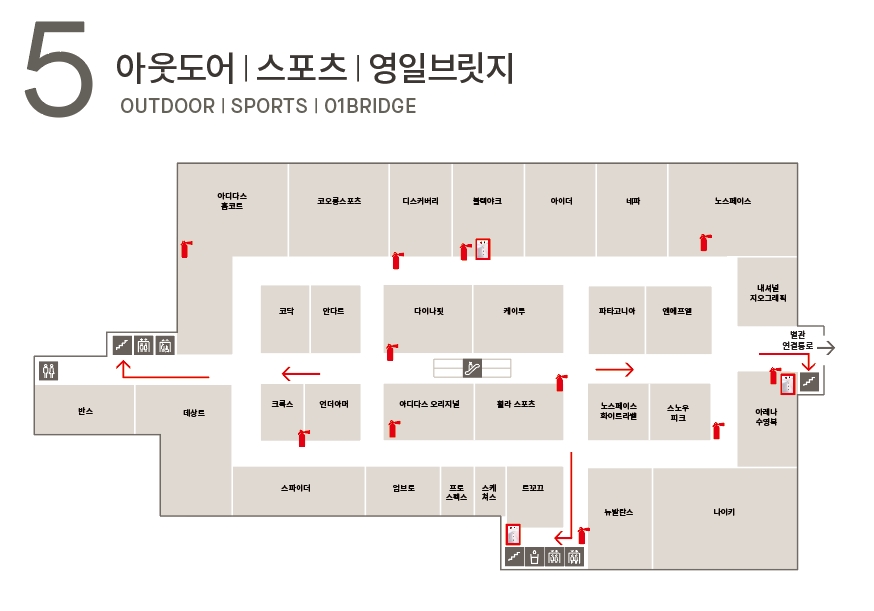 5
아웃도어 | 스포츠 | 영일브릿지
OUTDOOR | SPORTS | 01BRIDGE
아디다스
홈코트
코오롱스포츠
디스커버리
블랙야크
아이더
네파
노스페이스
내셔널
지오그래픽
코닥
안다르
다이나핏
케이투
파타고니아
엔에프엘
별관
연결통로
반스
데상트
크록스
언더아머
아디다스 오리지널
휠라 스포츠
노스페이스
화이트라벨
스노우
피크
아레나
수영복
스파이더
엄브로
프로
스펙스
스케
쳐스
르꼬끄
뉴발란스
나이키